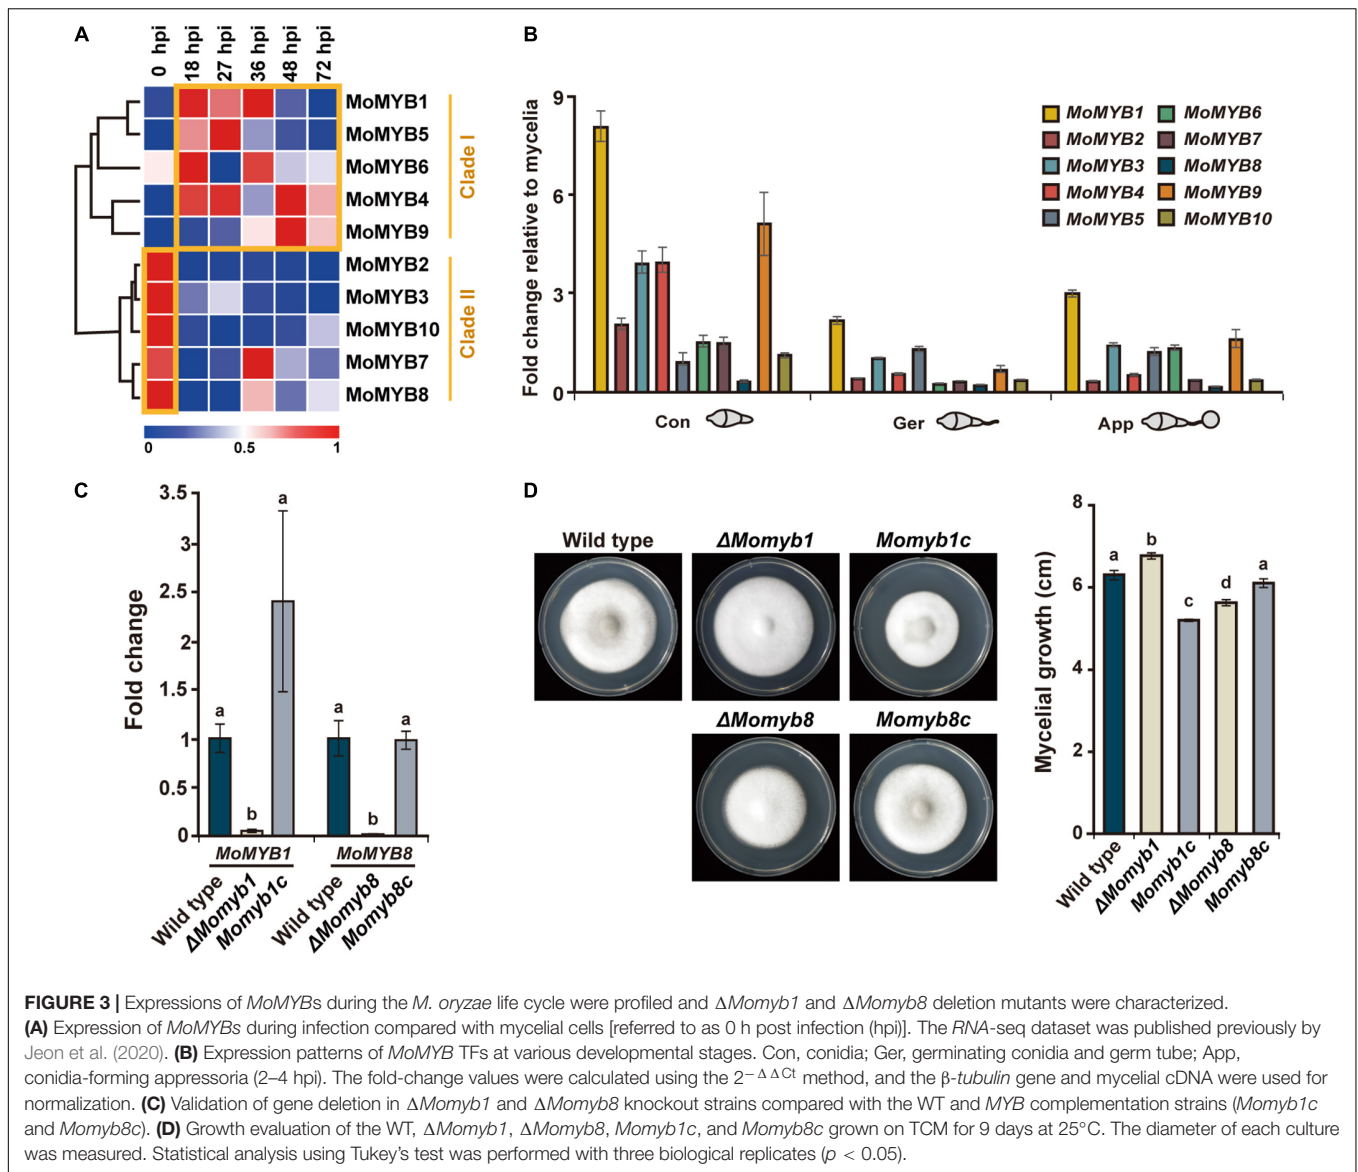 A
0 hpi
18 hpi
27 hpi
36 hpi
48 hpi
72 hpi
MoMYB1
MoMYB5
MoMYB6
MoMYB4
MoMYB9
MoMYB2
MoMYB3
MoMYB10
MoMYB7
MoMYB8
Clade I
Clade II
0 0.5 1
B
Fold change relative to mycelia
9
6
3
0
MoMYB1 MoMYB6
MoMYB2 MoMYB7
MoMYB3 MoMYB8
MoMYB4 MoMYB9
MoMYB5 MoMYB10
Con Ger App
C
Fold change
3.5
3
2.5
2
1.5
1
0.5
0
a b a a b a
MoMYB1 MoMYB8
Wild type ΔMomyb1 Momyb1c Wild type ΔMomyb8 Momyb8c
D
Wild type ΔMomyb1 Momyb1c
ΔMomyb8 Momyb8c
Mycelial growth (cm)
8
6
4
2
0
a b c d a
Wild type ΔMomyb1 Momyb1c ΔMomyb8 Momyb8c
FIGURE 3 | Expressions of MoMYBs during the M. oryzae life cycle were profiled and ΔMomyb1 and ΔMomyb8 deletion mutants were characterized.
(A) Expression of MoMYBs during infection compared with mycelial cells [referred to as 0 h post infection (hpi)]. The RNA-seq dataset was published previously by
Jeon et al. (2020). (B) Expression patterns of MoMYB TFs at various developmental stages. Con, conidia; Ger, germinating conidia and germ tube; App,
conidia-forming appressoria (2–4 hpi). The fold-change values were calculated using the 2−ΔΔCt method, and the β-tubulin gene and mycelial cDNA were used for
normalization. (C) Validation of gene deletion in ΔMomyb1 and ΔMomyb8 knockout strains compared with the WT and MYB complementation strains (Momyb1c
and Momyb8c). (D) Growth evaluation of the WT, ΔMomyb1, ΔMomyb8, Momyb1c, and Momyb8c grown on TCM for 9 days at 25°C. The diameter of each culture
was measured. Statistical analysis using Tukey's test was performed with three biological replicates (p < 0.05).